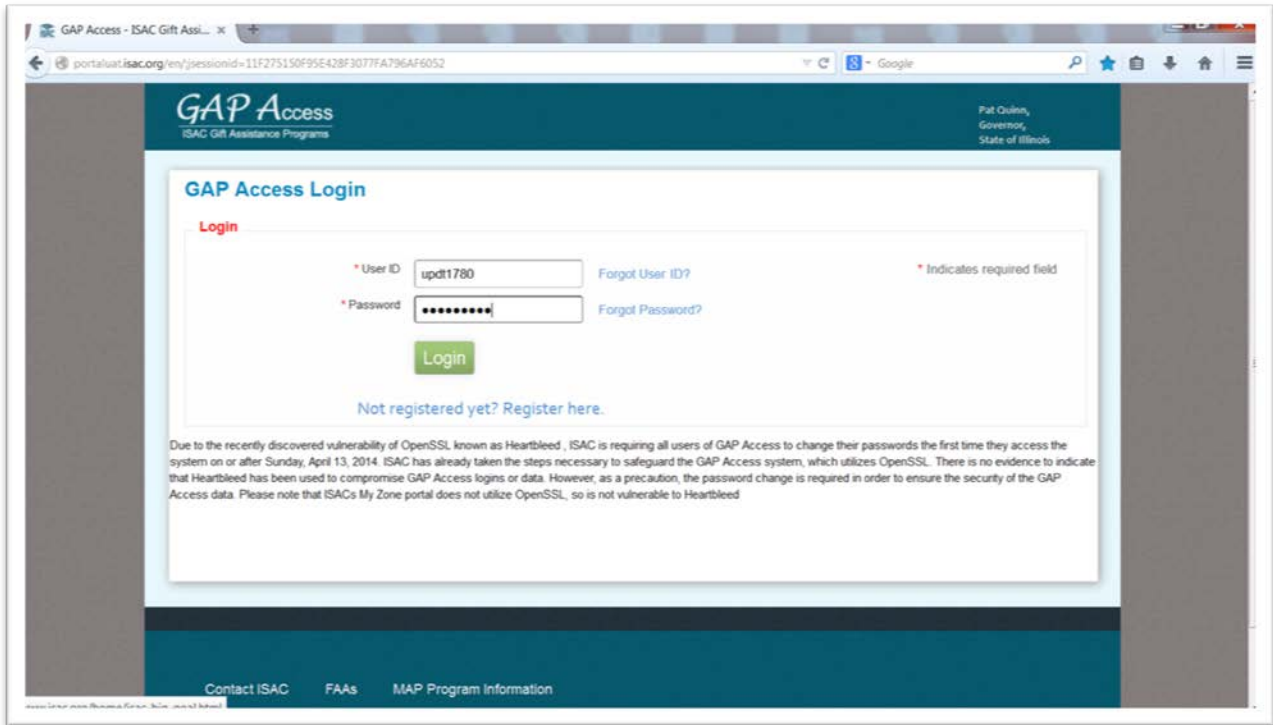 GAP Access - ISAC Gift Assi... × +
portaluat.isac.org/en/;jsessionid=11F275150F95E428F3077FA796AF6052
8 - Google
GAP Access
ISAC Gift Assistance Programs
Pat Quinn,
Governor,
State of Illinois
GAP Access Login
Login
* User ID updt1780 Forgot User ID? * Indicates required field
* Password ••••••••• Forgot Password?
Login
Not registered yet? Register here.
Due to the recently discovered vulnerability of OpenSSL known as Heartbleed , ISAC is requiring all users of GAP Access to change their passwords the first time they access the
system on or after Sunday, April 13, 2014. ISAC has already taken the steps necessary to safeguard the GAP Access system, which utilizes OpenSSL. There is no evidence to indicate
that Heartbleed has been used to compromise GAP Access logins or data. However, as a precaution, the password change is required in order to ensure the security of the GAP
Access data. Please note that ISACs My Zone portal does not utilize OpenSSL, so is not vulnerable to Heartbleed
Contact ISAC FAAs MAP Program Information